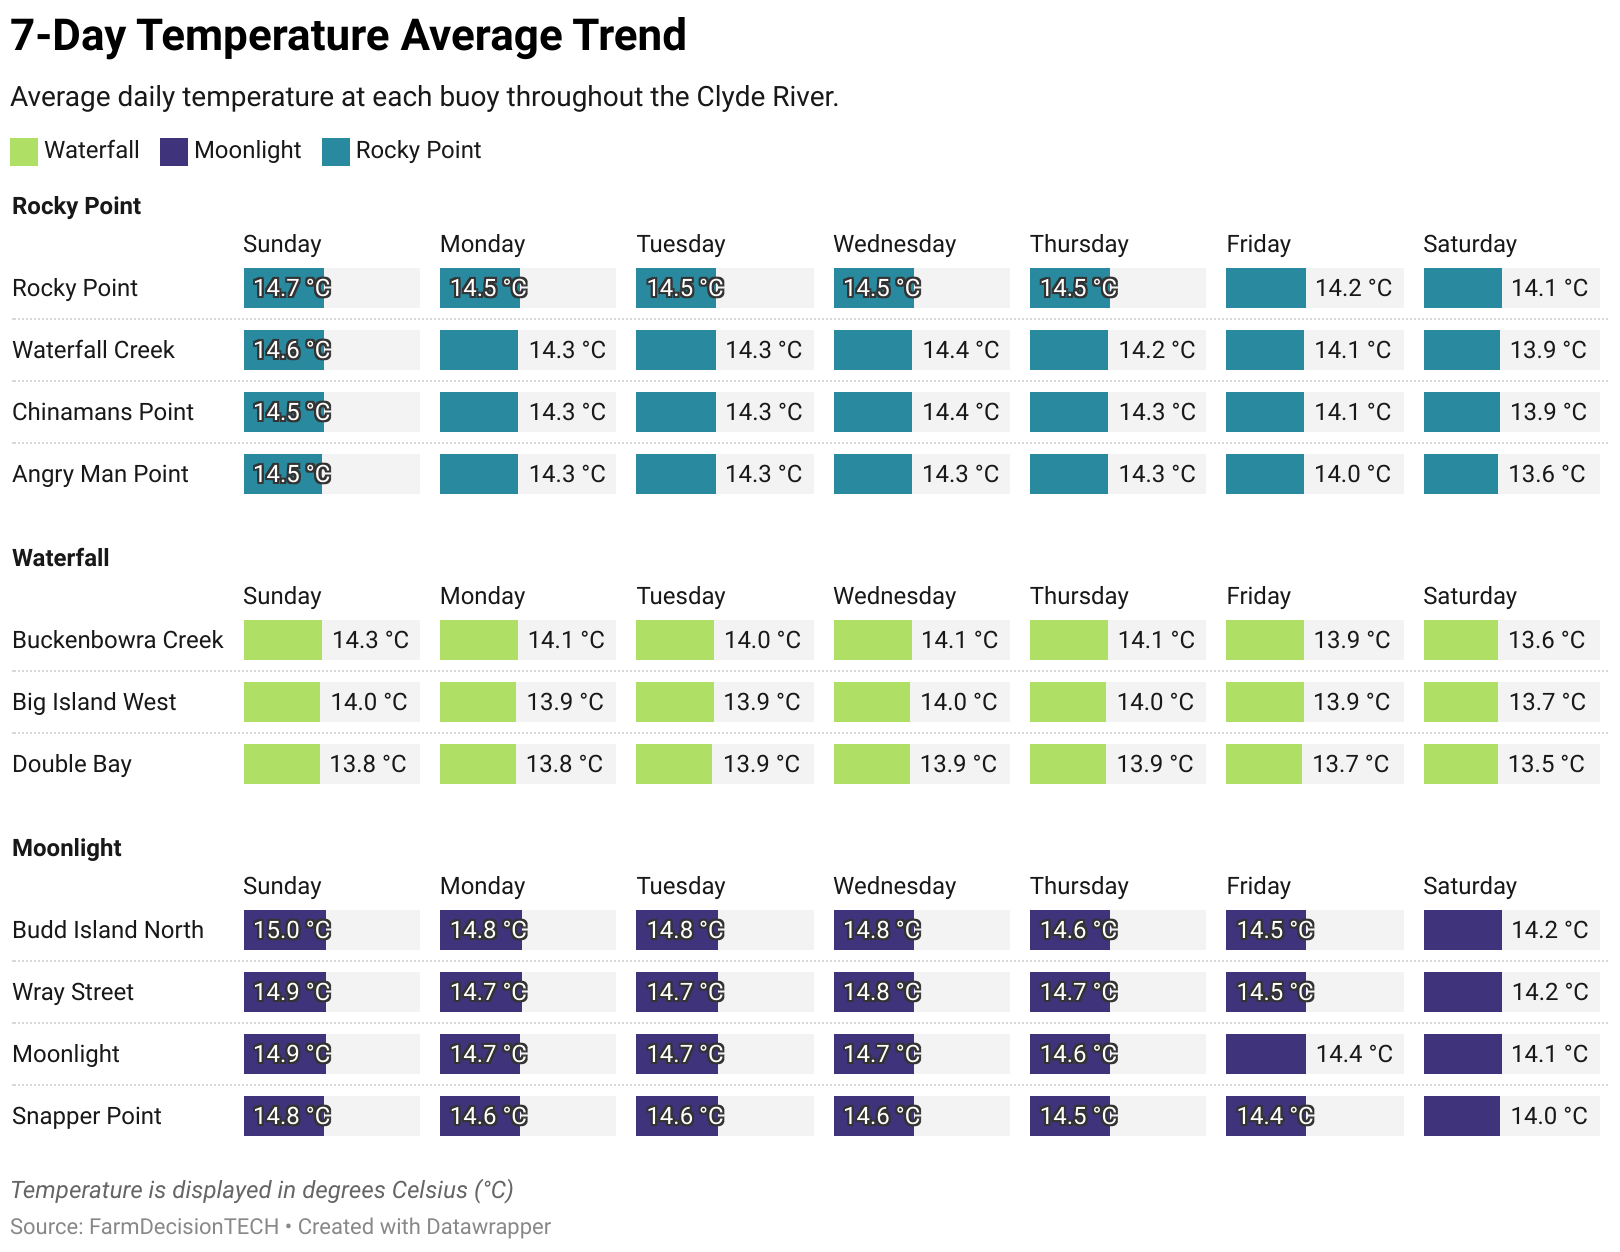 7-Day Temperature Average Trend
Average daily temperature at each buoy throughout the Clyde River.
Waterfall Moonlight Rocky Point
Rocky Point
Sunday Monday Tuesday Wednesday Thursday Friday Saturday
Rocky Point 14.7 °C 14.5 °C 14.5 °C 14.5 °C 14.5 °C 14.2 °C 14.1 °C
Waterfall Creek 14.6 °C 14.3 °C 14.3 °C 14.4 °C 14.2 °C 14.1 °C 13.9 °C
Chinamans Point 14.5 °C 14.3 °C 14.3 °C 14.4 °C 14.3 °C 14.1 °C 13.9 °C
Angry Man Point 14.5 °C 14.3 °C 14.3 °C 14.3 °C 14.3 °C 14.0 °C 13.6 °C
Waterfall
Sunday Monday Tuesday Wednesday Thursday Friday Saturday
Buckenbowra Creek 14.3 °C 14.1 °C 14.0 °C 14.1 °C 14.1 °C 13.9 °C 13.6 °C
Big Island West 14.0 °C 13.9 °C 13.9 °C 14.0 °C 14.0 °C 13.9 °C 13.7 °C
Double Bay 13.8 °C 13.8 °C 13.9 °C 13.9 °C 13.9 °C 13.7 °C 13.5 °C
Moonlight
Sunday Monday Tuesday Wednesday Thursday Friday Saturday
Budd Island North 15.0 °C 14.8 °C 14.8 °C 14.8 °C 14.6 °C 14.5 °C 14.2 °C
Wray Street 14.9 °C 14.7 °C 14.7 °C 14.8 °C 14.7 °C 14.5 °C 14.2 °C
Moonlight 14.9 °C 14.7 °C 14.7 °C 14.7 °C 14.6 °C 14.4 °C 14.1 °C
Snapper Point 14.8 °C 14.6 °C 14.6 °C 14.6 °C 14.5 °C 14.4 °C 14.0 °C
Temperature is displayed in degrees Celsius (°C)
Source: FarmDecisionTECH • Created with Datawrapper